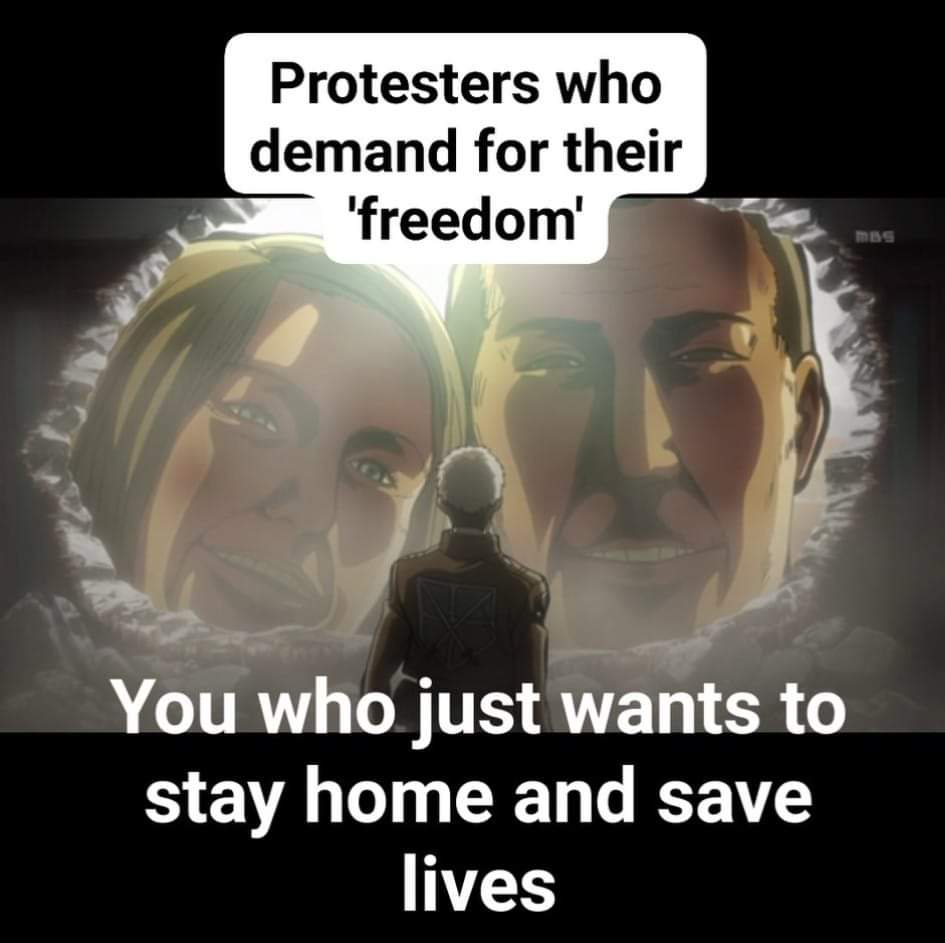 Protesters who
demand for their
'freedom'
MBS
You who just wants to
stay home and save
lives